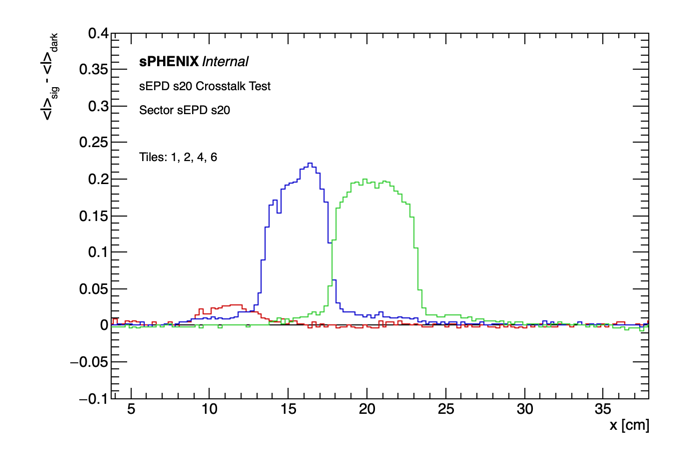 <I>sig - <I>dark
0.4
0.35
0.3
0.25
0.2
0.15
0.1
0.05
0
−0.05
−0.1
sPHENIX Internal
sEPD s20 Crosstalk Test
Sector sEPD s20
Tiles: 1, 2, 4, 6
5 10 15 20 25 30 35
x [cm]